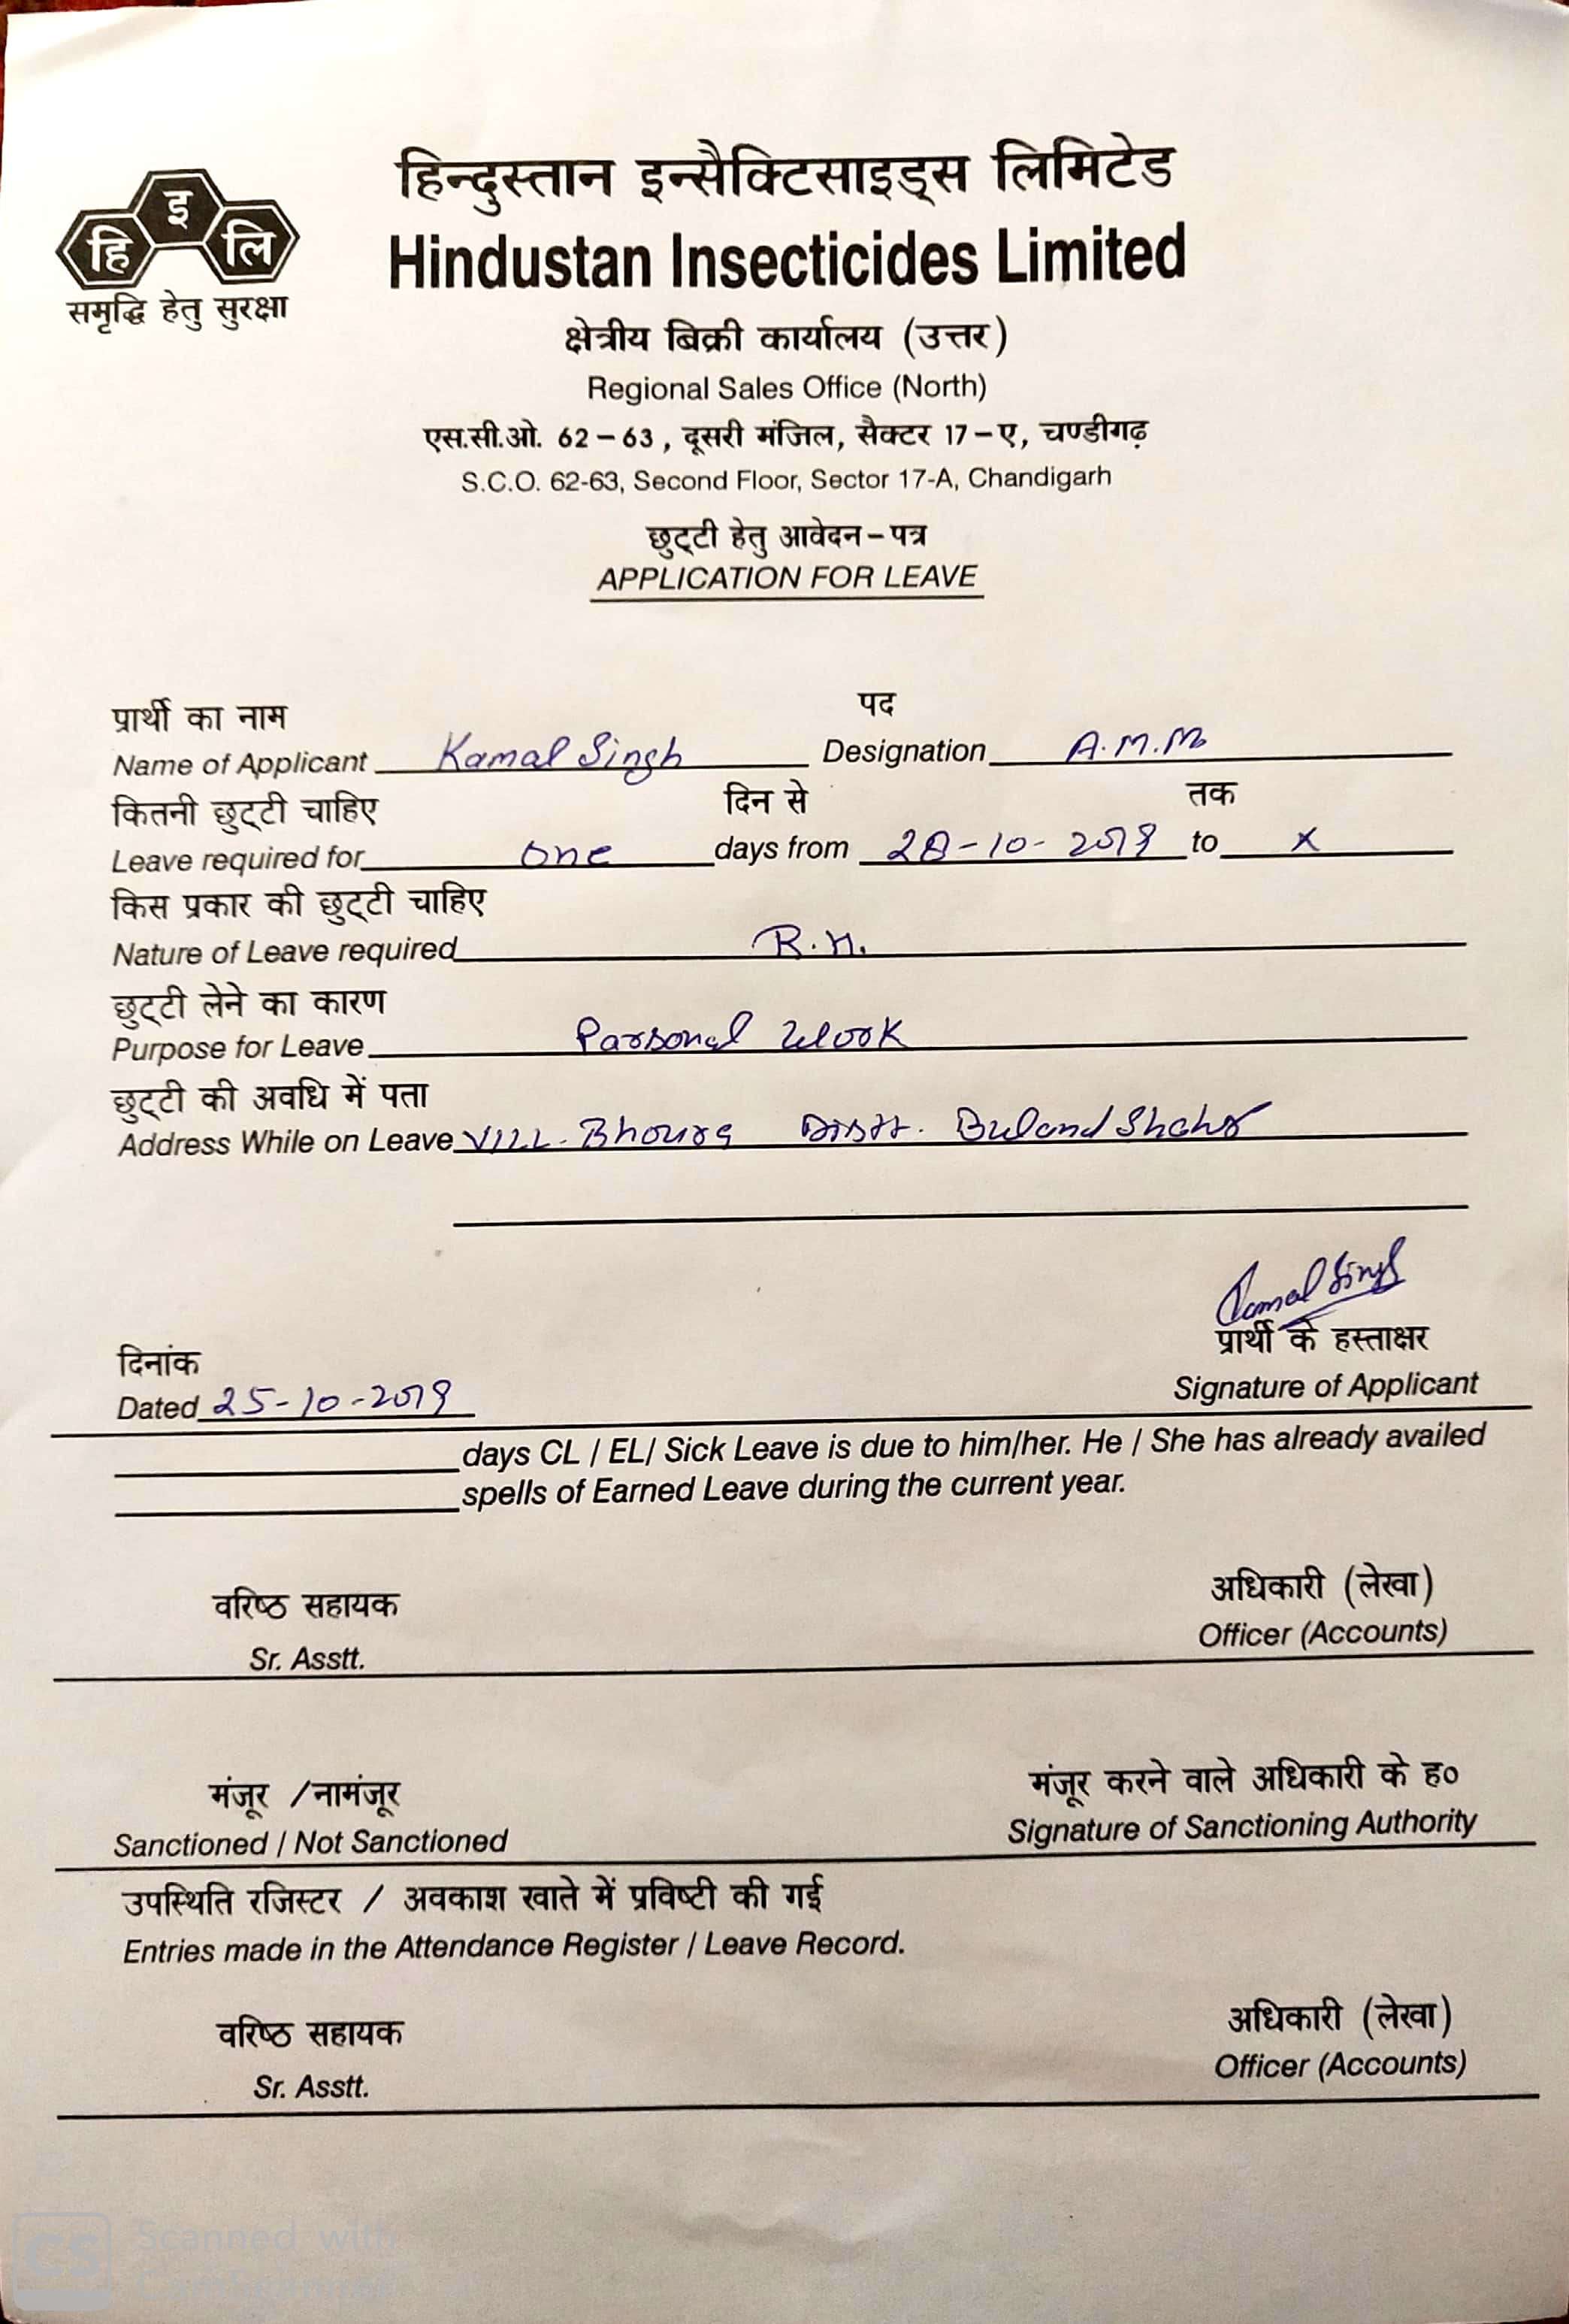 हि इ लि
समृद्धि हेतु सुरक्षा
हिन्दुस्तान इन्सैक्टिसाइड्स लिमिटेड
Hindustan Insecticides Limited
क्षेत्रीय बिक्री कार्यालय (उत्तर)
Regional Sales Office (North)
एस.सी.ओ. 62-63, दूसरी मंजिल, सैक्टर 17-ए, चण्डीगढ़
S.C.O. 62-63, Second Floor, Sector 17-A, Chandigarh
छुट्टी हेतु आवेदन-पत्र
APPLICATION FOR LEAVE
प्रार्थी का नाम पद
Name of Applicant Kamal Singh Designation A.M.M
कितनी छुट्टी चाहिए दिन से तक
Leave required for one days from 28-10-2019 to x
किस प्रकार की छुट्टी चाहिए
Nature of Leave required R.H.
छुट्टी लेने का कारण
Purpose for Leave Parsonal Work
छुट्टी की अवधि में पता
Address While on Leave VILL. Distt. Buland Shahr
Kamal Singh
प्रार्थी के हस्ताक्षर
दिनांक
Signature of Applicant
Dated 25-10-2019
days CL / EL/ Sick Leave is due to him/her. He / She has already availed
spells of Earned Leave during the current year.
वरिष्ठ सहायक अधिकारी (लेखा)
Sr. Asstt. Officer (Accounts)
मंजूर /नामंजूर मंजूर करने वाले अधिकारी के ह०
Sanctioned / Not Sanctioned Signature of Sanctioning Authority
उपस्थिति रजिस्टर / अवकाश खाते में प्रविष्टी की गई
Entries made in the Attendance Register / Leave Record.
वरिष्ठ सहायक अधिकारी (लेखा)
Sr. Asstt. Officer (Accounts)
CS Scanned with
CamScanner